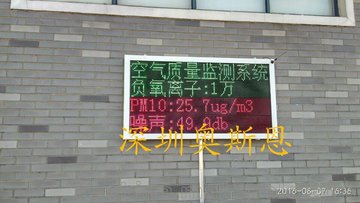 空气质量监测系统
负氧离子:1万
PM10:25.7ug/m3
噪声:49.9db
深圳奥斯恩
2018-06-07 16:36